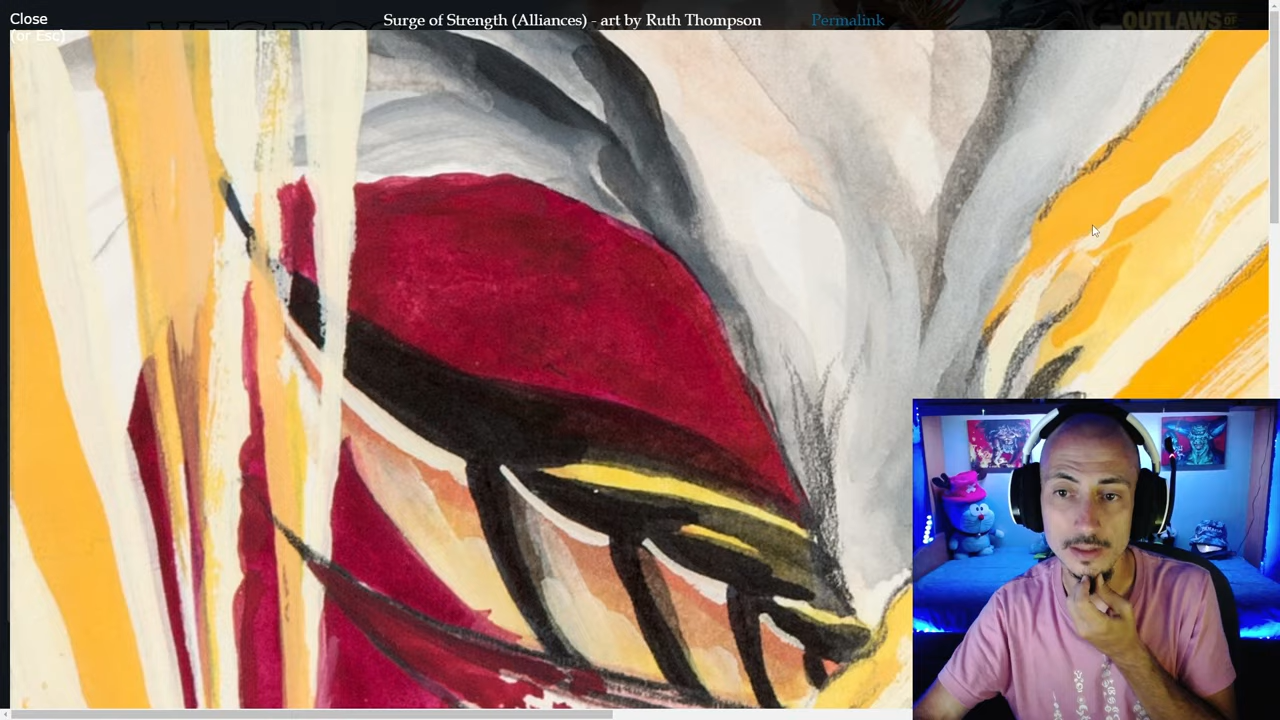 Close
(or Esc)
Surge of Strength (Alliances) - art by Ruth Thompson
Permalink
OUTLAWS OF